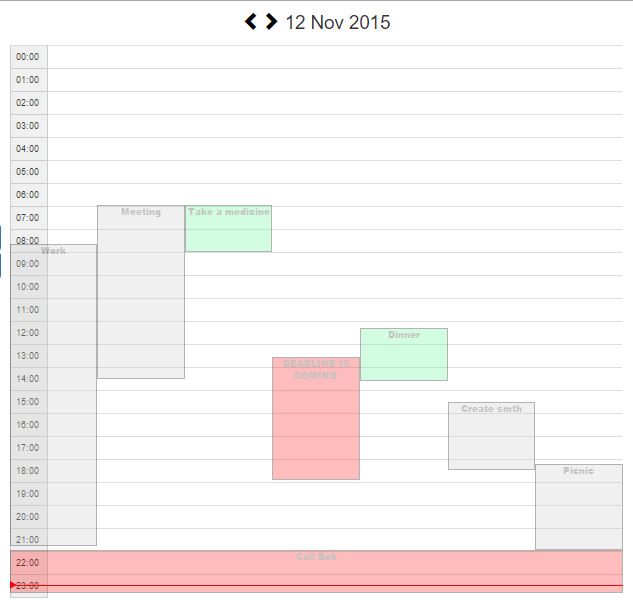 12 Nov 2015
00:00
01:00
02:00
03:00
04:00
05:00
06:00
Meeting
Take a medicine
07:00
08:00
Work
09:00
10:00
11:00
12:00
Dinner
13:00
DEADLINE IS
COMING
14:00
15:00
Create smth
16:00
17:00
18:00
Picnic
19:00
20:00
21:00
22:00
Call Bob
23:00